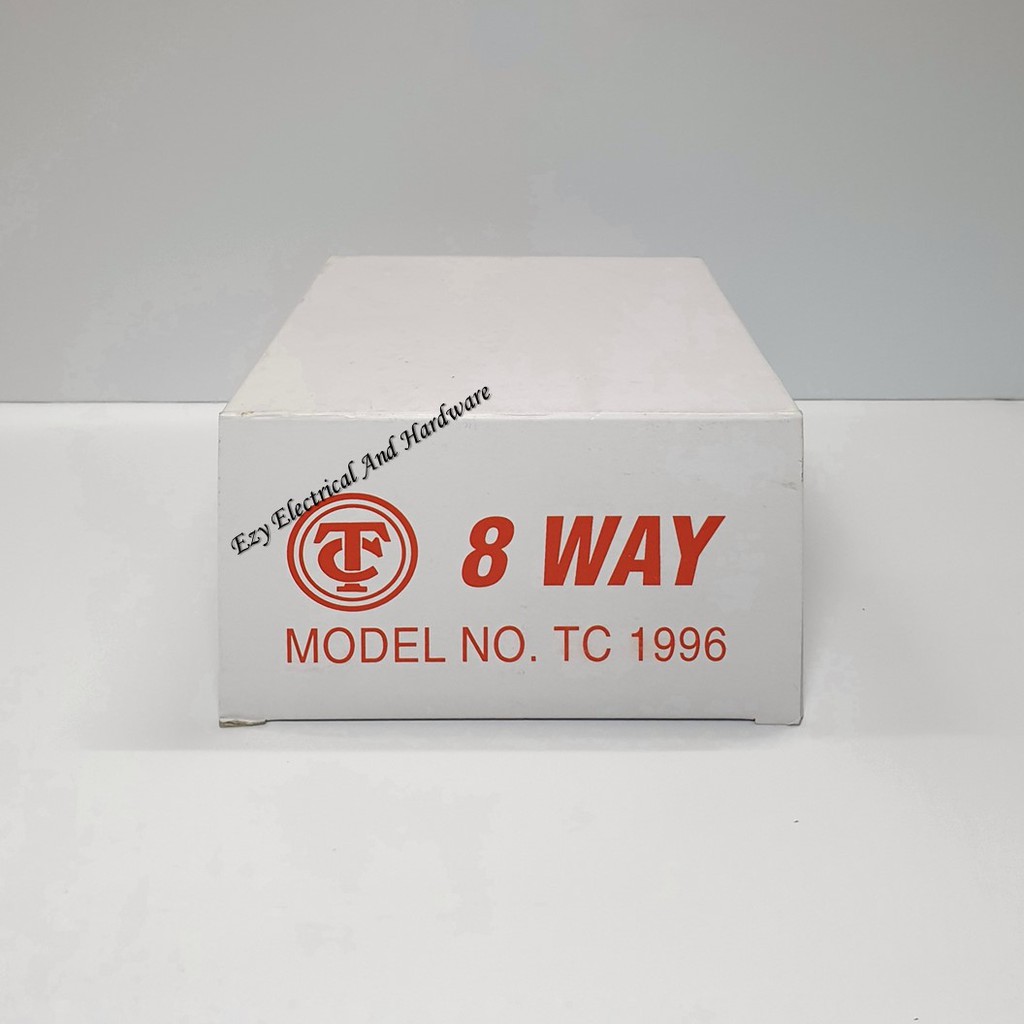 Ezy Electrical And Hardware
TC
8 WAY
MODEL NO. TC 1996